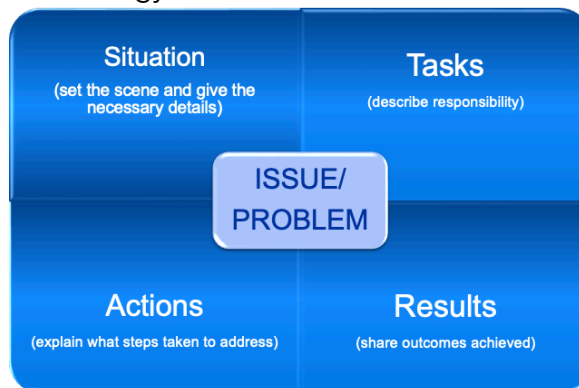 Situation
(set the scene and give the
necessary details)
Tasks
(describe responsibility)
ISSUE/
PROBLEM
Actions
(explain what steps taken to address)
Results
(share outcomes achieved)